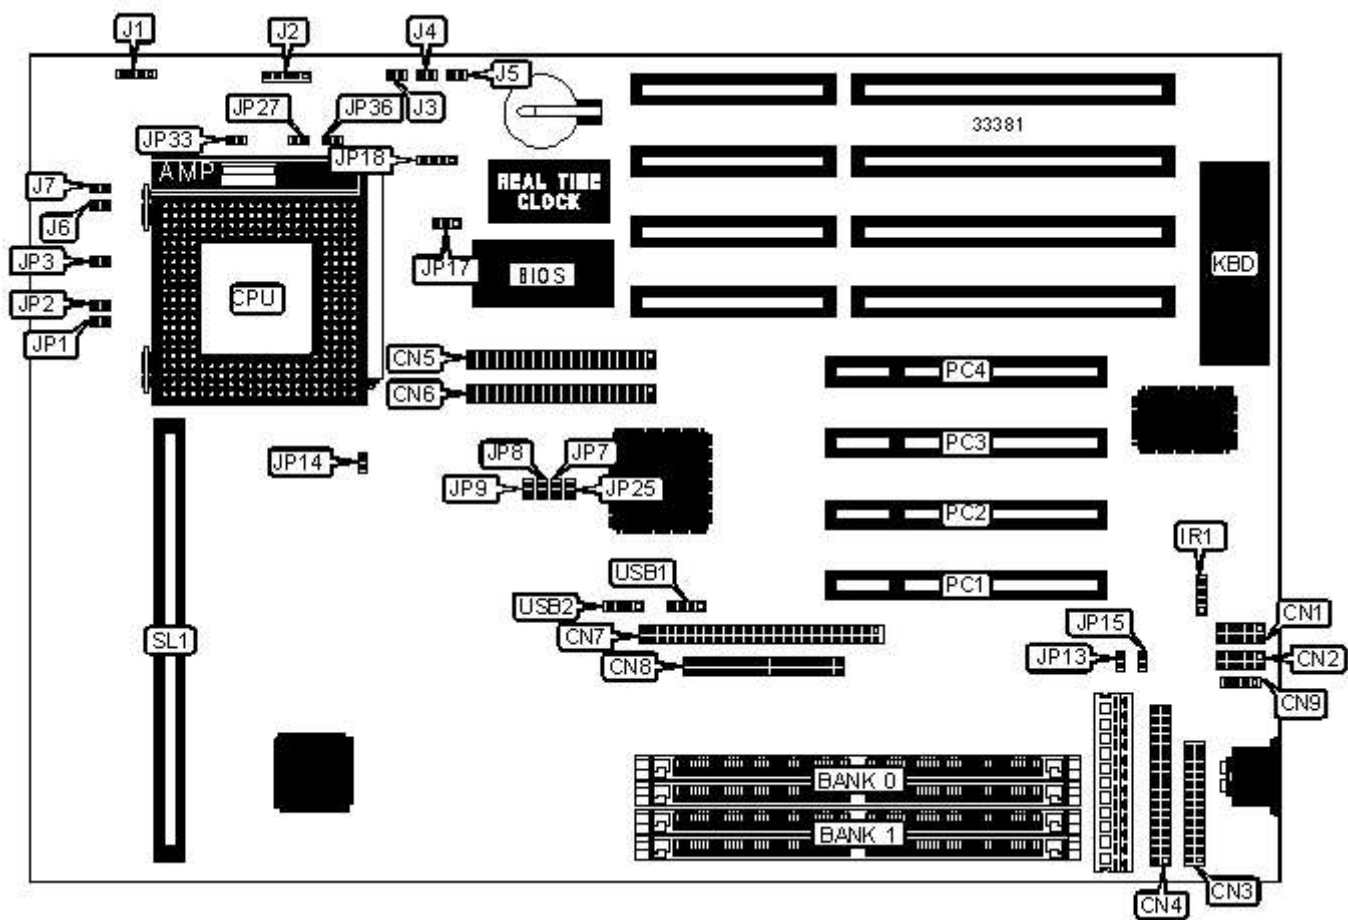 J1
J2
J4
J5
J3
JP27
JP36
JP33
JP18
33381
AMP
J7
J6
REAL TIME
CLOCK
JP3
JP17
BIOS
KBD
CPU
JP2
JP1
CN5
PC4
CN6
PC3
JP8
JP7
JP14
JP9
JP25
PC2
IR1
USB1
PC1
USB2
CN7
JP15
CN1
SL1
CN8
JP13
CN2
CN9
BANK 0
BANK 1
CN3
CN4